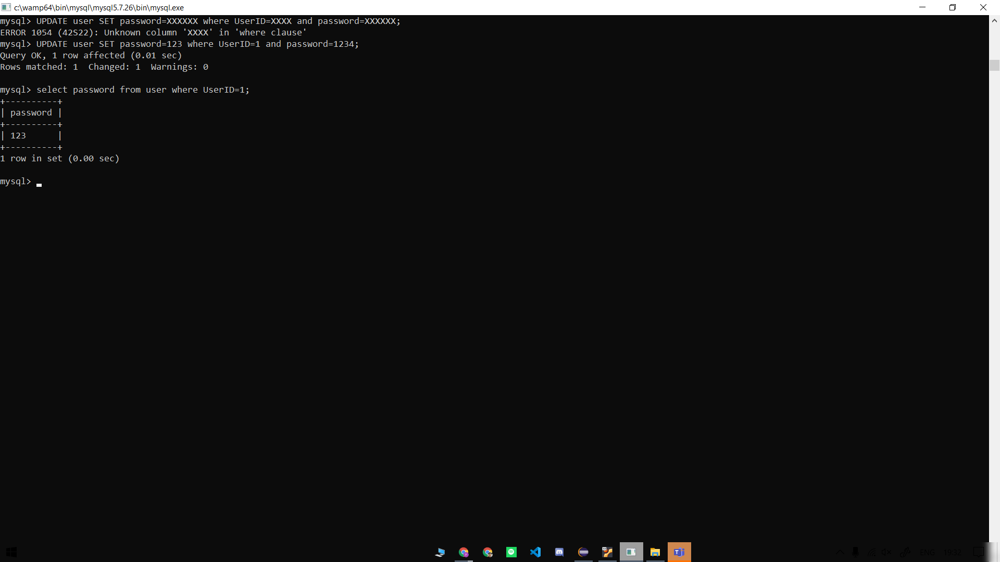 c:\wamp64\bin\mysql\mysql5.7.26\bin\mysql.exe
mysql> UPDATE user SET password=XXXXXX where UserID=XXXX and password=XXXXXX;
ERROR 1054 (42S22): Unknown column 'XXXX' in 'where clause'
mysql> UPDATE user SET password=123 where UserID=1 and password=1234;
Query OK, 1 row affected (0.01 sec)
Rows matched: 1  Changed: 1  Warnings: 0
mysql> select password from user where UserID=1;
+----------+
| password |
+----------+
| 123      |
+----------+
1 row in set (0.00 sec)
mysql>
ENG 19:32